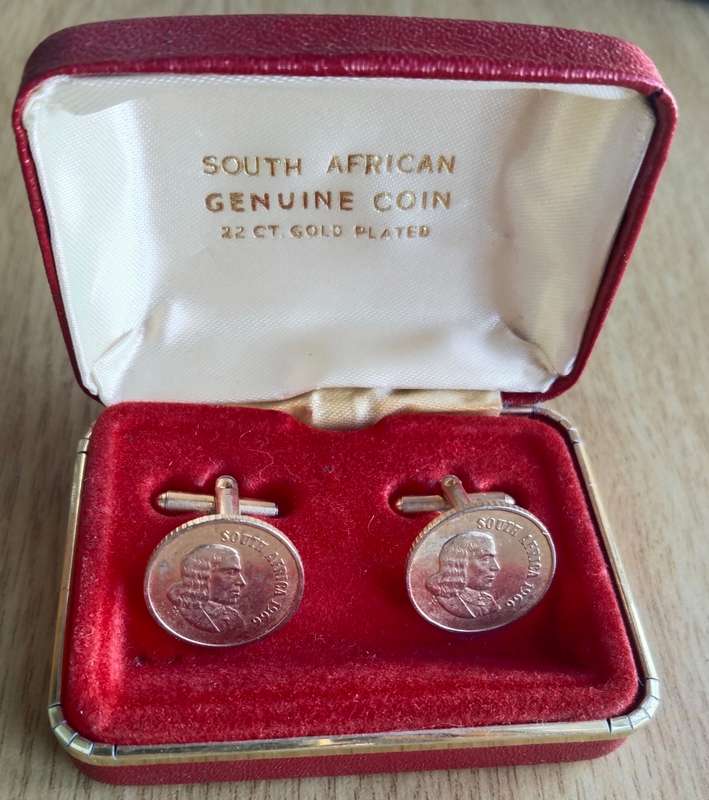 SOUTH AFRICAN
GENUINE COIN
22 CT. GOLD PLATED
SOUTH AFRICA 1966
SOUTH AFRICA 1966